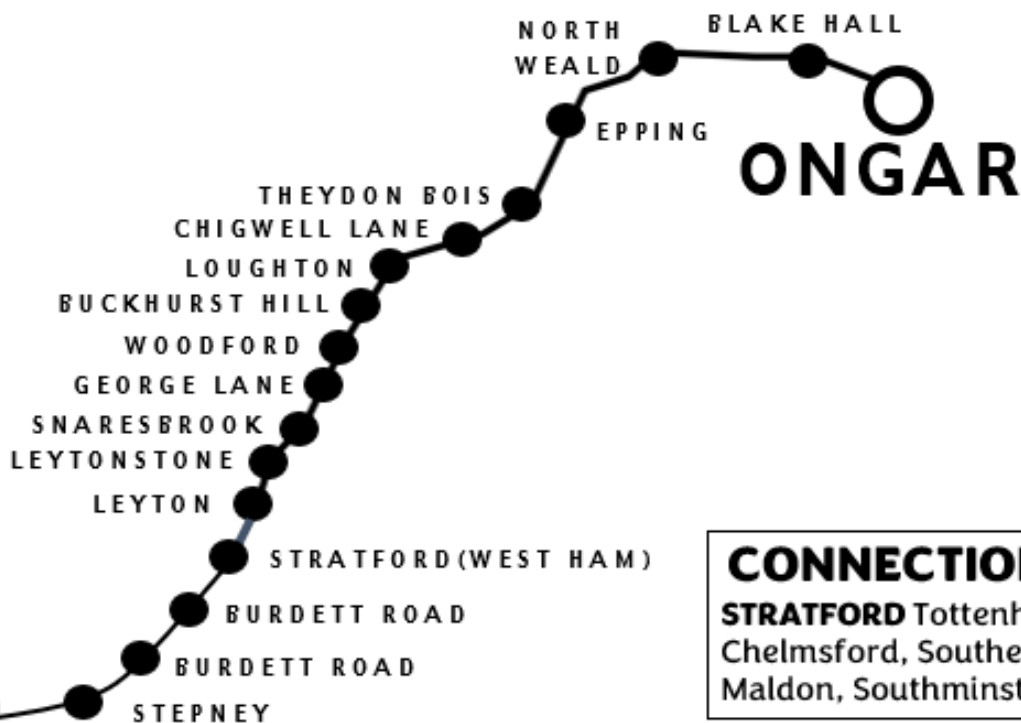 NORTH
WEALD
BLAKE HALL
EPPING
ONGAR
THEYDON BOIS
CHIGWELL LANE
LOUGHTON
BUCKHURST HILL
WOODFORD
GEORGE LANE
SNARESBROOK
LEYTONSTONE
LEYTON
STRATFORD(WEST HAM)
BURDETT ROAD
BURDETT ROAD
STEPNEY
CONNECTION
STRATFORD Tottenh
Chelmsford, Southe
Maldon, Southminst